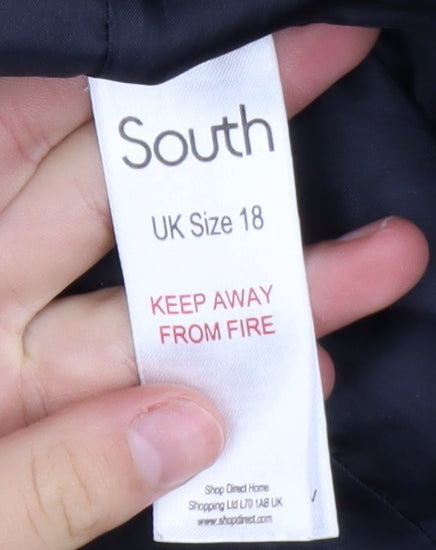 South
UK Size 18
KEEP AWAY
FROM FIRE
Shop Direct Home
Shopping Ltd L70 1AB UK
www.shopdirect.com